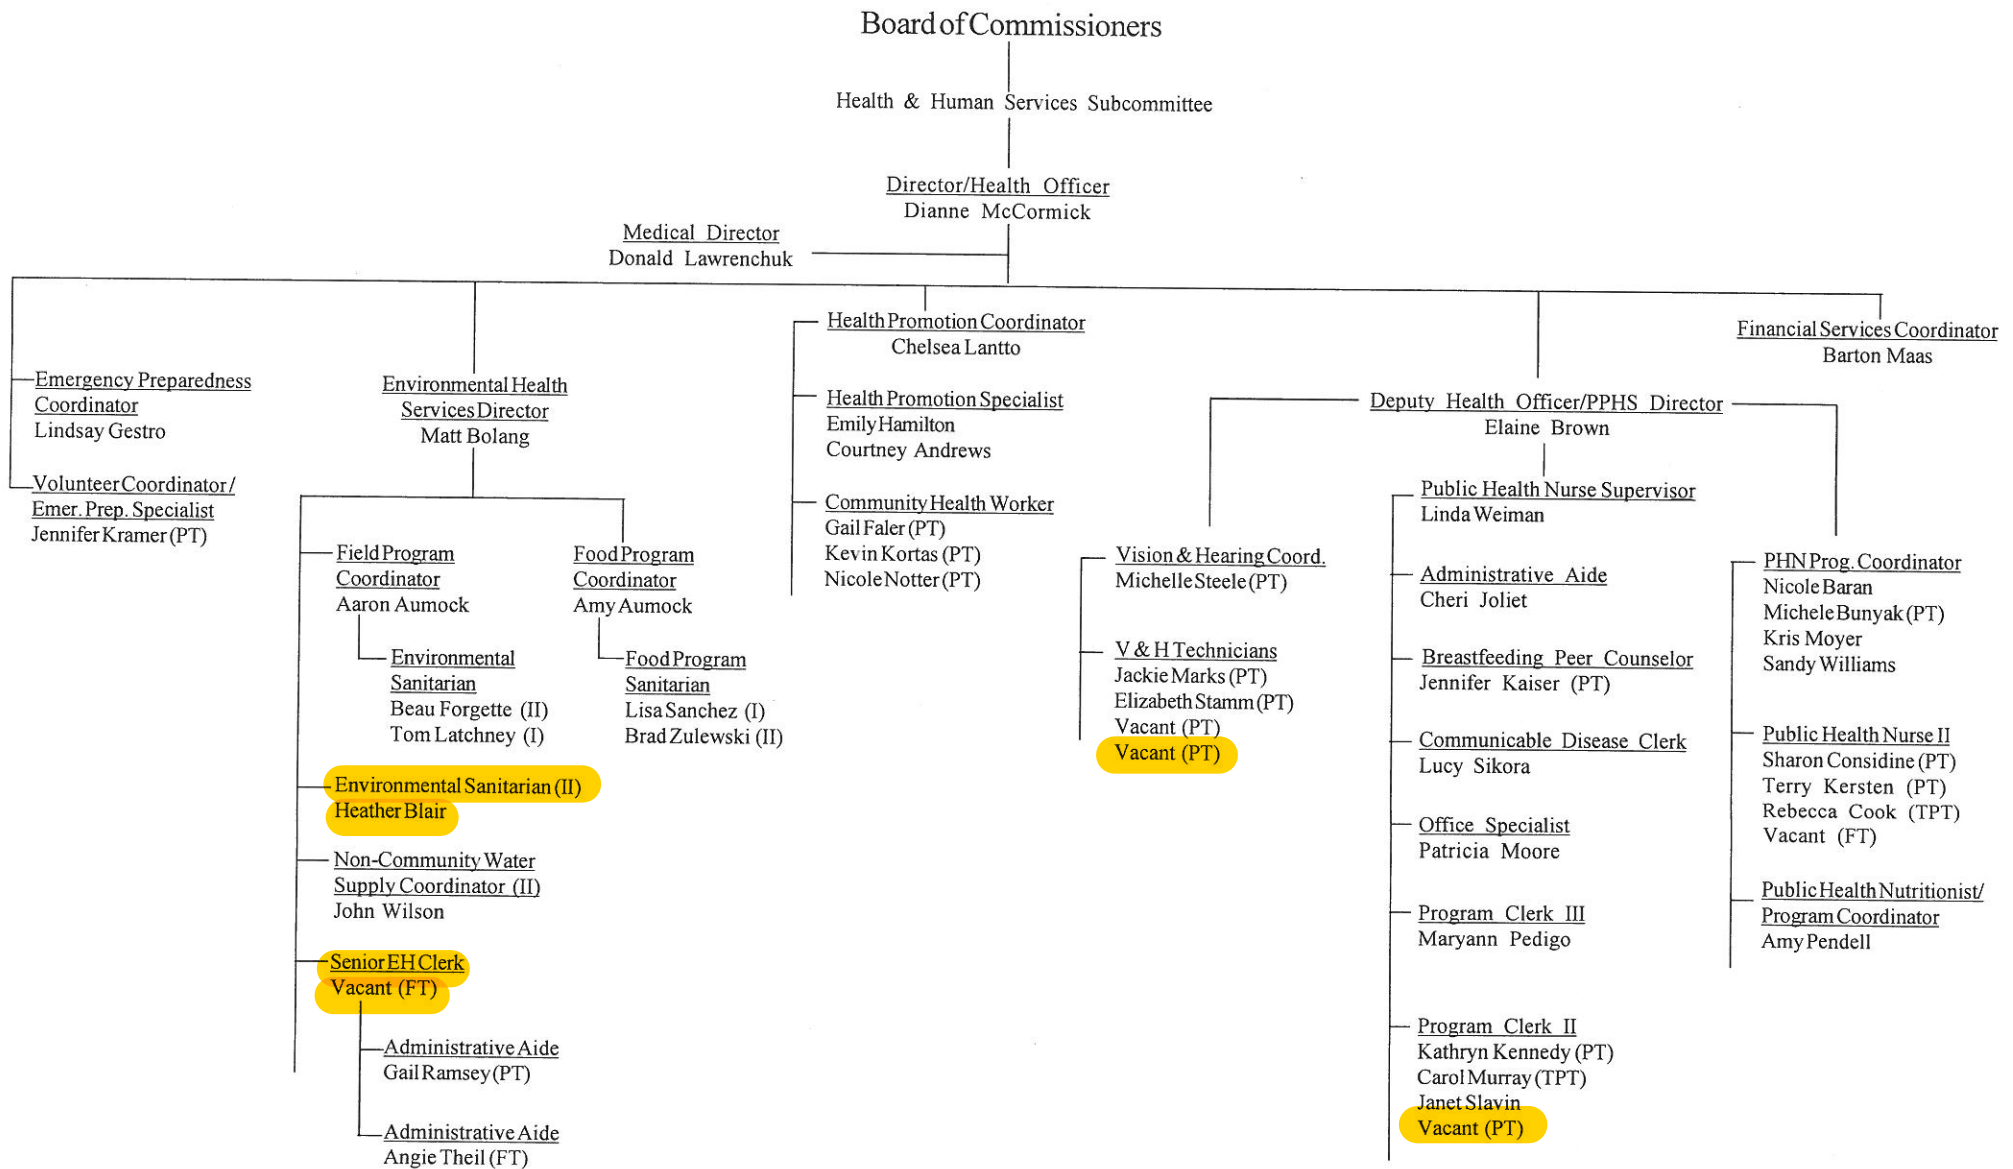 Board of Commissioners
Health & Human Services Subcommittee
Director/Health Officer
Dianne McCormick
Medical Director
Donald Lawrenchuk
Emergency Preparedness
Coordinator
Lindsay Gestro
Volunteer Coordinator/
Emer. Prep. Specialist
Jennifer Kramer (PT)
Environmental Health
Services Director
Matt Bolang
Field Program
Coordinator
Aaron Aumock
Environmental
Sanitarian
Beau Forgette (II)
Tom Latchney (I)
Food Program
Coordinator
Amy Aumock
Food Program
Sanitarian
Lisa Sanchez (I)
Brad Zulewski (II)
Environmental Sanitarian (II)
Heather Blair
Non-Community Water
Supply Coordinator (II)
John Wilson
Senior EH Clerk
Vacant (FT)
Administrative Aide
Gail Ramsey (PT)
Administrative Aide
Angie Theil (FT)
Health Promotion Coordinator
Chelsea Lantto
Health Promotion Specialist
Emily Hamilton
Courtney Andrews
Community Health Worker
Gail Faler (PT)
Kevin Kortas (PT)
Nicole Notter (PT)
Deputy Health Officer/PPHS Director
Elaine Brown
Vision & Hearing Coord.
Michelle Steele (PT)
V & H Technicians
Jackie Marks (PT)
Elizabeth Stamm (PT)
Vacant (PT)
Vacant (PT)
Public Health Nurse Supervisor
Linda Weiman
Administrative Aide
Cheri Joliet
Breastfeeding Peer Counselor
Jennifer Kaiser (PT)
Communicable Disease Clerk
Lucy Sikora
Office Specialist
Patricia Moore
Program Clerk III
Maryann Pedigo
Program Clerk II
Kathryn Kennedy (PT)
Carol Murray (TPT)
Janet Slavin
Vacant (PT)
PHN Prog. Coordinator
Nicole Baran
Michele Bunyak (PT)
Kris Moyer
Sandy Williams
Public Health Nurse II
Sharon Considine (PT)
Terry Kersten (PT)
Rebecca Cook (TPT)
Vacant (FT)
Public Health Nutritionist/
Program Coordinator
Amy Pendell
Financial Services Coordinator
Barton Maas